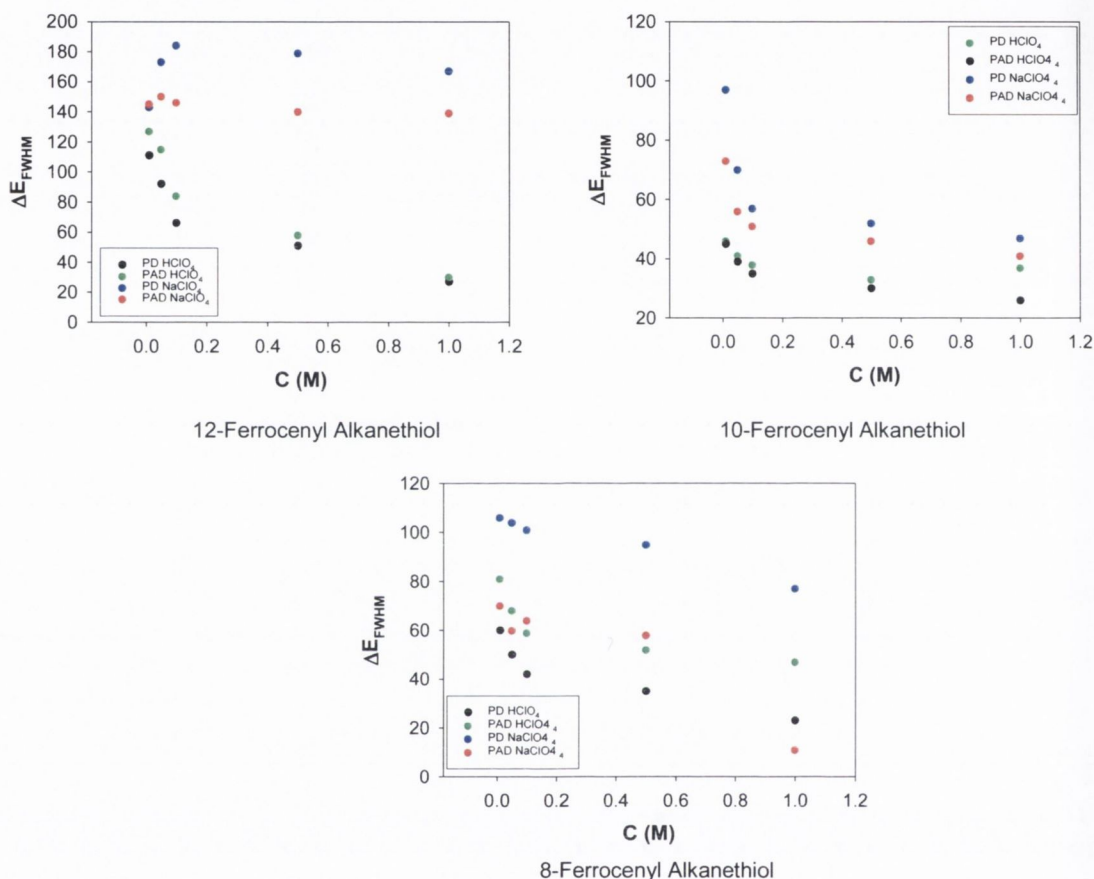 200
180
160
140
120
100
80
60
40
20
0
ΔE_FWHM
PD HClO₄
PAD HClO₄
PD NaClO₄
PAD NaClO₄
0.0 0.2 0.4 0.6 0.8 1.0 1.2
C (M)
12-Ferrocenyl Alkanethiol
120
100
80
60
40
20
ΔE_FWHM
PD HClO₄
PAD HClO4 ₄
PD NaClO4 ₄
PAD NaClO4 ₄
0.0 0.2 0.4 0.6 0.8 1.0 1.2
C (M)
10-Ferrocenyl Alkanethiol
120
100
80
60
40
20
0
ΔE_FWHM
PD HClO₄
PAD HClO4 ₄
PD NaClO4 ₄
PAD NaClO4 ₄
0.0 0.2 0.4 0.6 0.8 1.0 1.2
C (M)
8-Ferrocenyl Alkanethiol